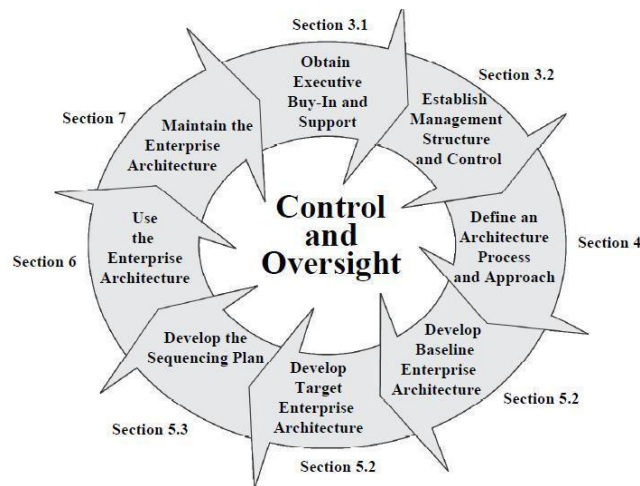 Section 3.1
Obtain
Executive
Buy-In and
Support
Section 3.2
Establish
Management
Structure
and Control
Define an
Architecture
Process
and Approach
Section 4
Develop
Baseline
Enterprise
Architecture
Section 5.2
Develop
Target
Enterprise
Architecture
Section 5.2
Develop the
Sequencing Plan
Section 5.3
Use
the
Enterprise
Architecture
Section 6
Maintain the
Enterprise
Architecture
Section 7
Control
and
Oversight